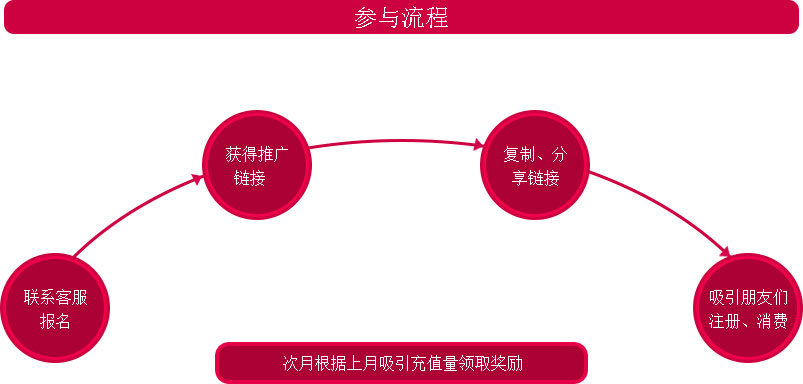 参与流程
联系客服
报名
获得推广
链接
复制、分
享链接
吸引朋友们
注册、消费
次月根据上月吸引充值量领取奖励